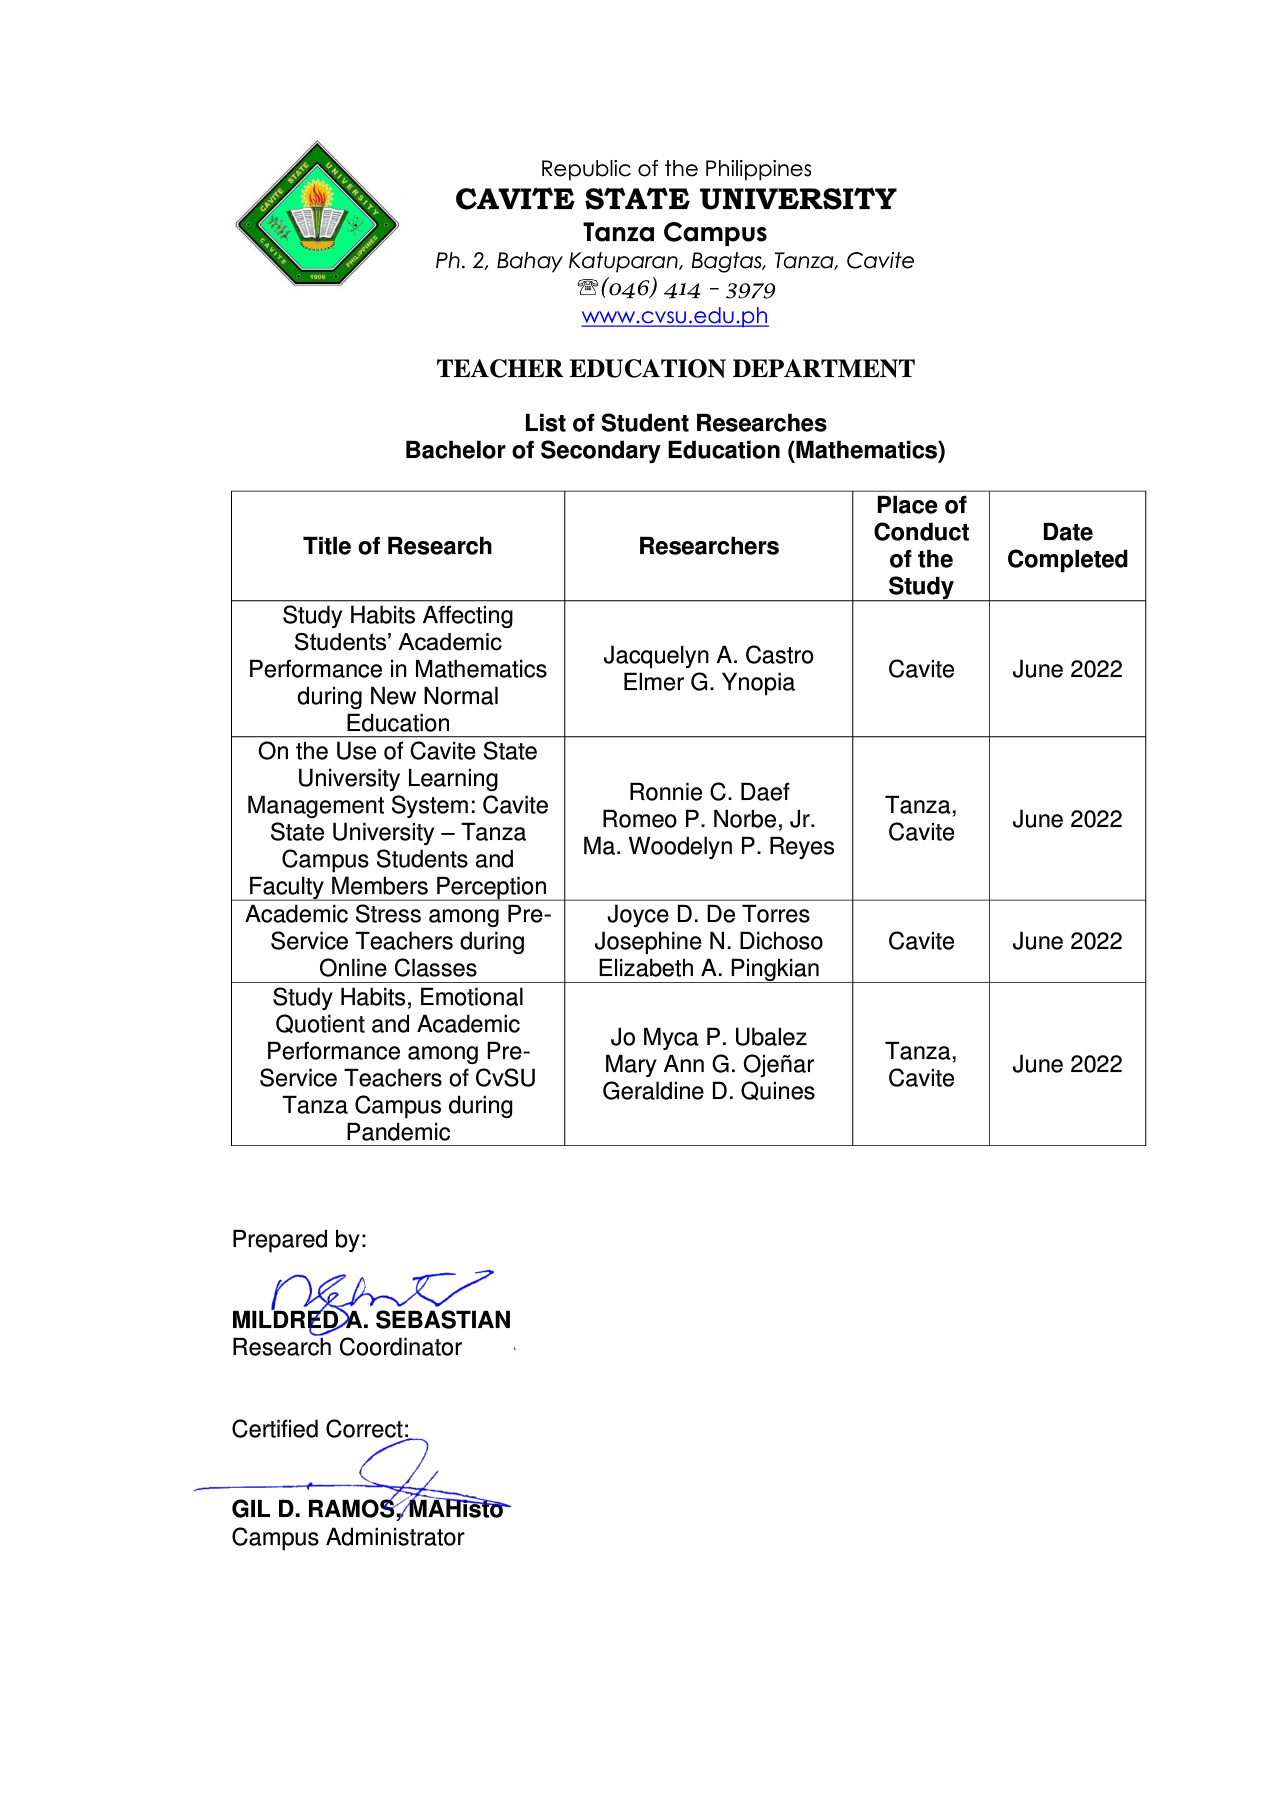 CAVITE STATE UNIVERSITY
CAVITE PHILIPPINES
1906
Republic of the Philippines
CAVITE STATE UNIVERSITY
Tanza Campus
Ph. 2, Bahay Katuparan, Bagtas, Tanza, Cavite
☏(046) 414 – 3979
www.cvsu.edu.ph
TEACHER EDUCATION DEPARTMENT
List of Student Researches
Bachelor of Secondary Education (Mathematics)
Title of Research
Researchers
Place of
Conduct
of the
Study
Date
Completed
Study Habits Affecting
Students’ Academic
Performance in Mathematics
during New Normal
Education
Jacquelyn A. Castro
Elmer G. Ynopia
Cavite
June 2022
On the Use of Cavite State
University Learning
Management System: Cavite
State University – Tanza
Campus Students and
Faculty Members Perception
Ronnie C. Daef
Romeo P. Norbe, Jr.
Ma. Woodelyn P. Reyes
Tanza,
Cavite
June 2022
Academic Stress among Pre-
Service Teachers during
Online Classes
Joyce D. De Torres
Josephine N. Dichoso
Elizabeth A. Pingkian
Cavite
June 2022
Study Habits, Emotional
Quotient and Academic
Performance among Pre-
Service Teachers of CvSU
Tanza Campus during
Pandemic
Jo Myca P. Ubalez
Mary Ann G. Ojeñar
Geraldine D. Quines
Tanza,
Cavite
June 2022
Prepared by:
MILDRED A. SEBASTIAN
Research Coordinator
Certified Correct:
GIL D. RAMOS, MAHisto
Campus Administrator